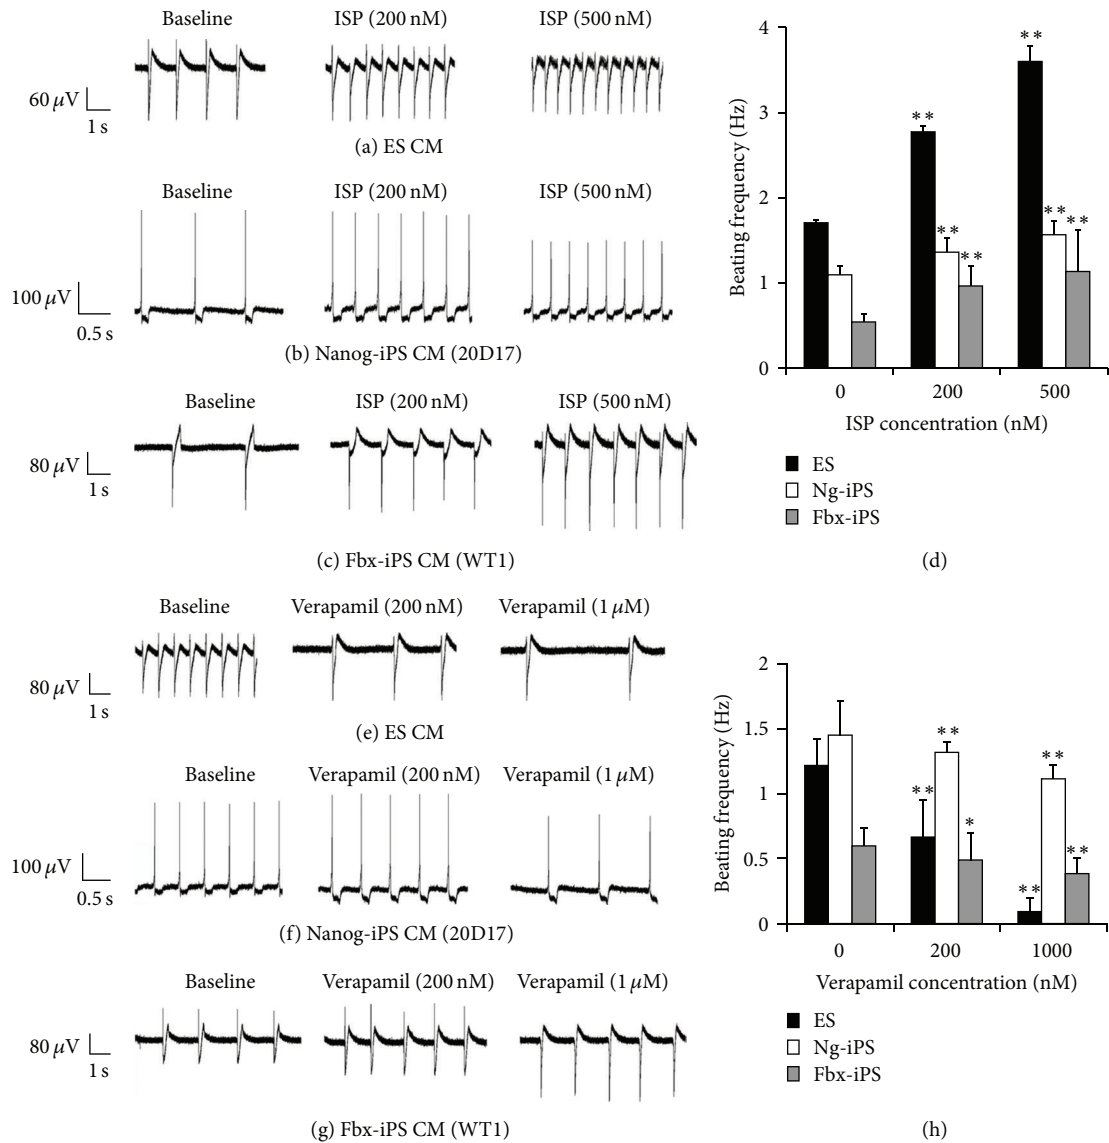 Baseline
ISP (200 nM)
ISP (500 nM)
60 μV
1 s
(a) ES CM
Baseline
ISP (200 nM)
ISP (500 nM)
100 μV
0.5 s
(b) Nanog-iPS CM (20D17)
Baseline
ISP (200 nM)
ISP (500 nM)
80 μV
1 s
(c) Fbx-iPS CM (WT1)
Beating frequency (Hz)
4
3
2
1
0
**
**
**
**
**
**
0
200
500
ISP concentration (nM)
ES
Ng-iPS
Fbx-iPS
(d)
Baseline
Verapamil (200 nM)
Verapamil (1 μM)
80 μV
1 s
(e) ES CM
Baseline
Verapamil (200 nM)
Verapamil (1 μM)
100 μV
0.5 s
(f) Nanog-iPS CM (20D17)
Baseline
Verapamil (200 nM)
Verapamil (1 μM)
80 μV
1 s
(g) Fbx-iPS CM (WT1)
Beating frequency (Hz)
2
1.5
1
0.5
0
**
**
*
**
**
**
0
200
1000
Verapamil concentration (nM)
ES
Ng-iPS
Fbx-iPS
(h)